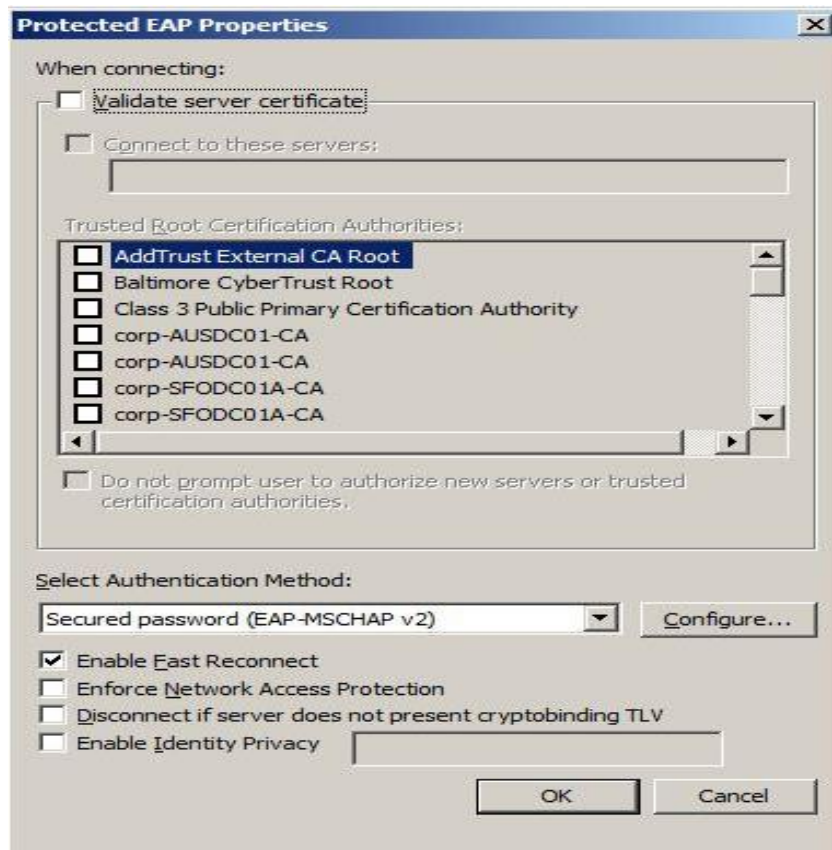 Protected EAP Properties
When connecting:
Validate server certificate
Connect to these servers:
Trusted Root Certification Authorities:
AddTrust External CA Root
Baltimore CyberTrust Root
Class 3 Public Primary Certification Authority
corp-AUSDC01-CA
corp-AUSDC01-CA
corp-SFODC01A-CA
corp-SFODC01A-CA
Do not prompt user to authorize new servers or trusted
certification authorities.
Select Authentication Method:
Secured password (EAP-MSCHAP v2)
Configure...
Enable Fast Reconnect
Enforce Network Access Protection
Disconnect if server does not present cryptobinding TLV
Enable Identity Privacy
OK
Cancel